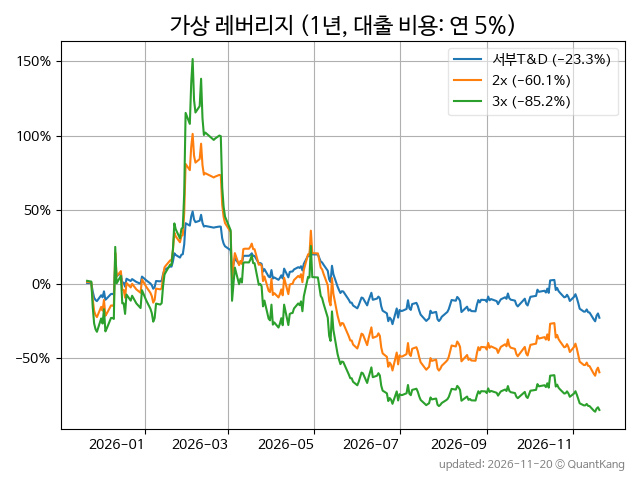 가상 레버리지 (1년, 대출 비용: 연 5%)
서부T&D (-23.3%)
2x (-60.1%)
3x (-85.2%)
150%
100%
50%
0%
-50%
2026-01 2026-03 2026-05 2026-07 2026-09 2026-11
updated: 2026-11-20 © QuantKang